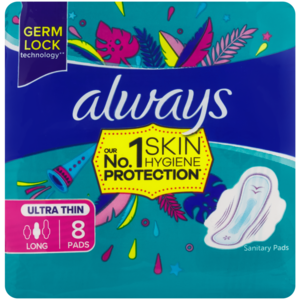 GERM
LOCK
technology**
always
OUR
No.1 SKIN
HYGIENE
PROTECTION*
ULTRA THIN
LONG
8
PADS
Sanitary Pads